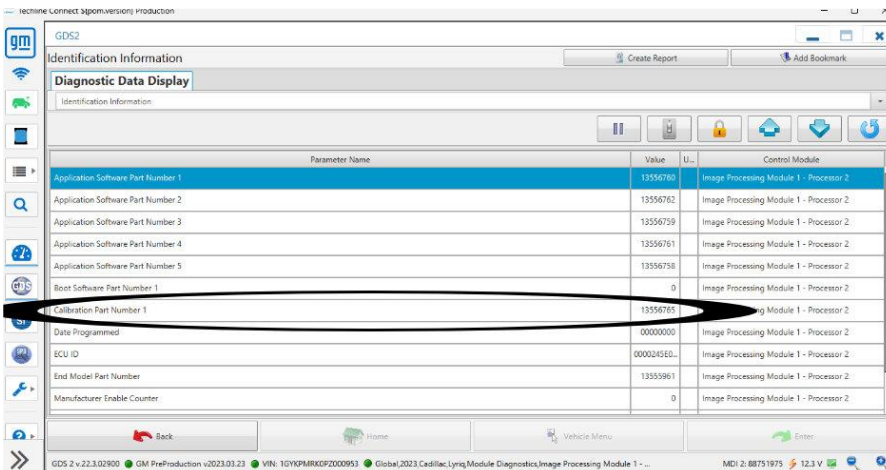 Techline Connect S{pom.version} Production
gm
GDS2
Identification Information
Create Report
Add Bookmark
Diagnostic Data Display
Identification Information
Parameter Name Value U... Control Module
Application Software Part Number 1 13556760 Image Processing Module 1 - Processor 2
Application Software Part Number 2 13556762 Image Processing Module 1 - Processor 2
Application Software Part Number 3 13556759 Image Processing Module 1 - Processor 2
Application Software Part Number 4 13556761 Image Processing Module 1 - Processor 2
Application Software Part Number 5 13556758 Image Processing Module 1 - Processor 2
Boot Software Part Number 1 0 Image Processing Module 1 - Processor 2
Calibration Part Number 1 13556765 Processing Module 1 - Processor 2
Date Programmed 00000000 Image Processing Module 1 - Processor 2
ECU ID 0000245E0... Image Processing Module 1 - Processor 2
End Model Part Number 13555961 Image Processing Module 1 - Processor 2
Manufacturer Enable Counter 0 Image Processing Module 1 - Processor 2
Back
Home
Vehicle Menu
Enter
GDS 2 v.22.3.02900 GM PreProduction v2023.03.23 VIN: 1GYKPMRK0PZ000953 Global,2023,Cadillac,Lyriq,Module Diagnostics,Image Processing Module 1 - ... MDI 2: 88751975 12.3 V